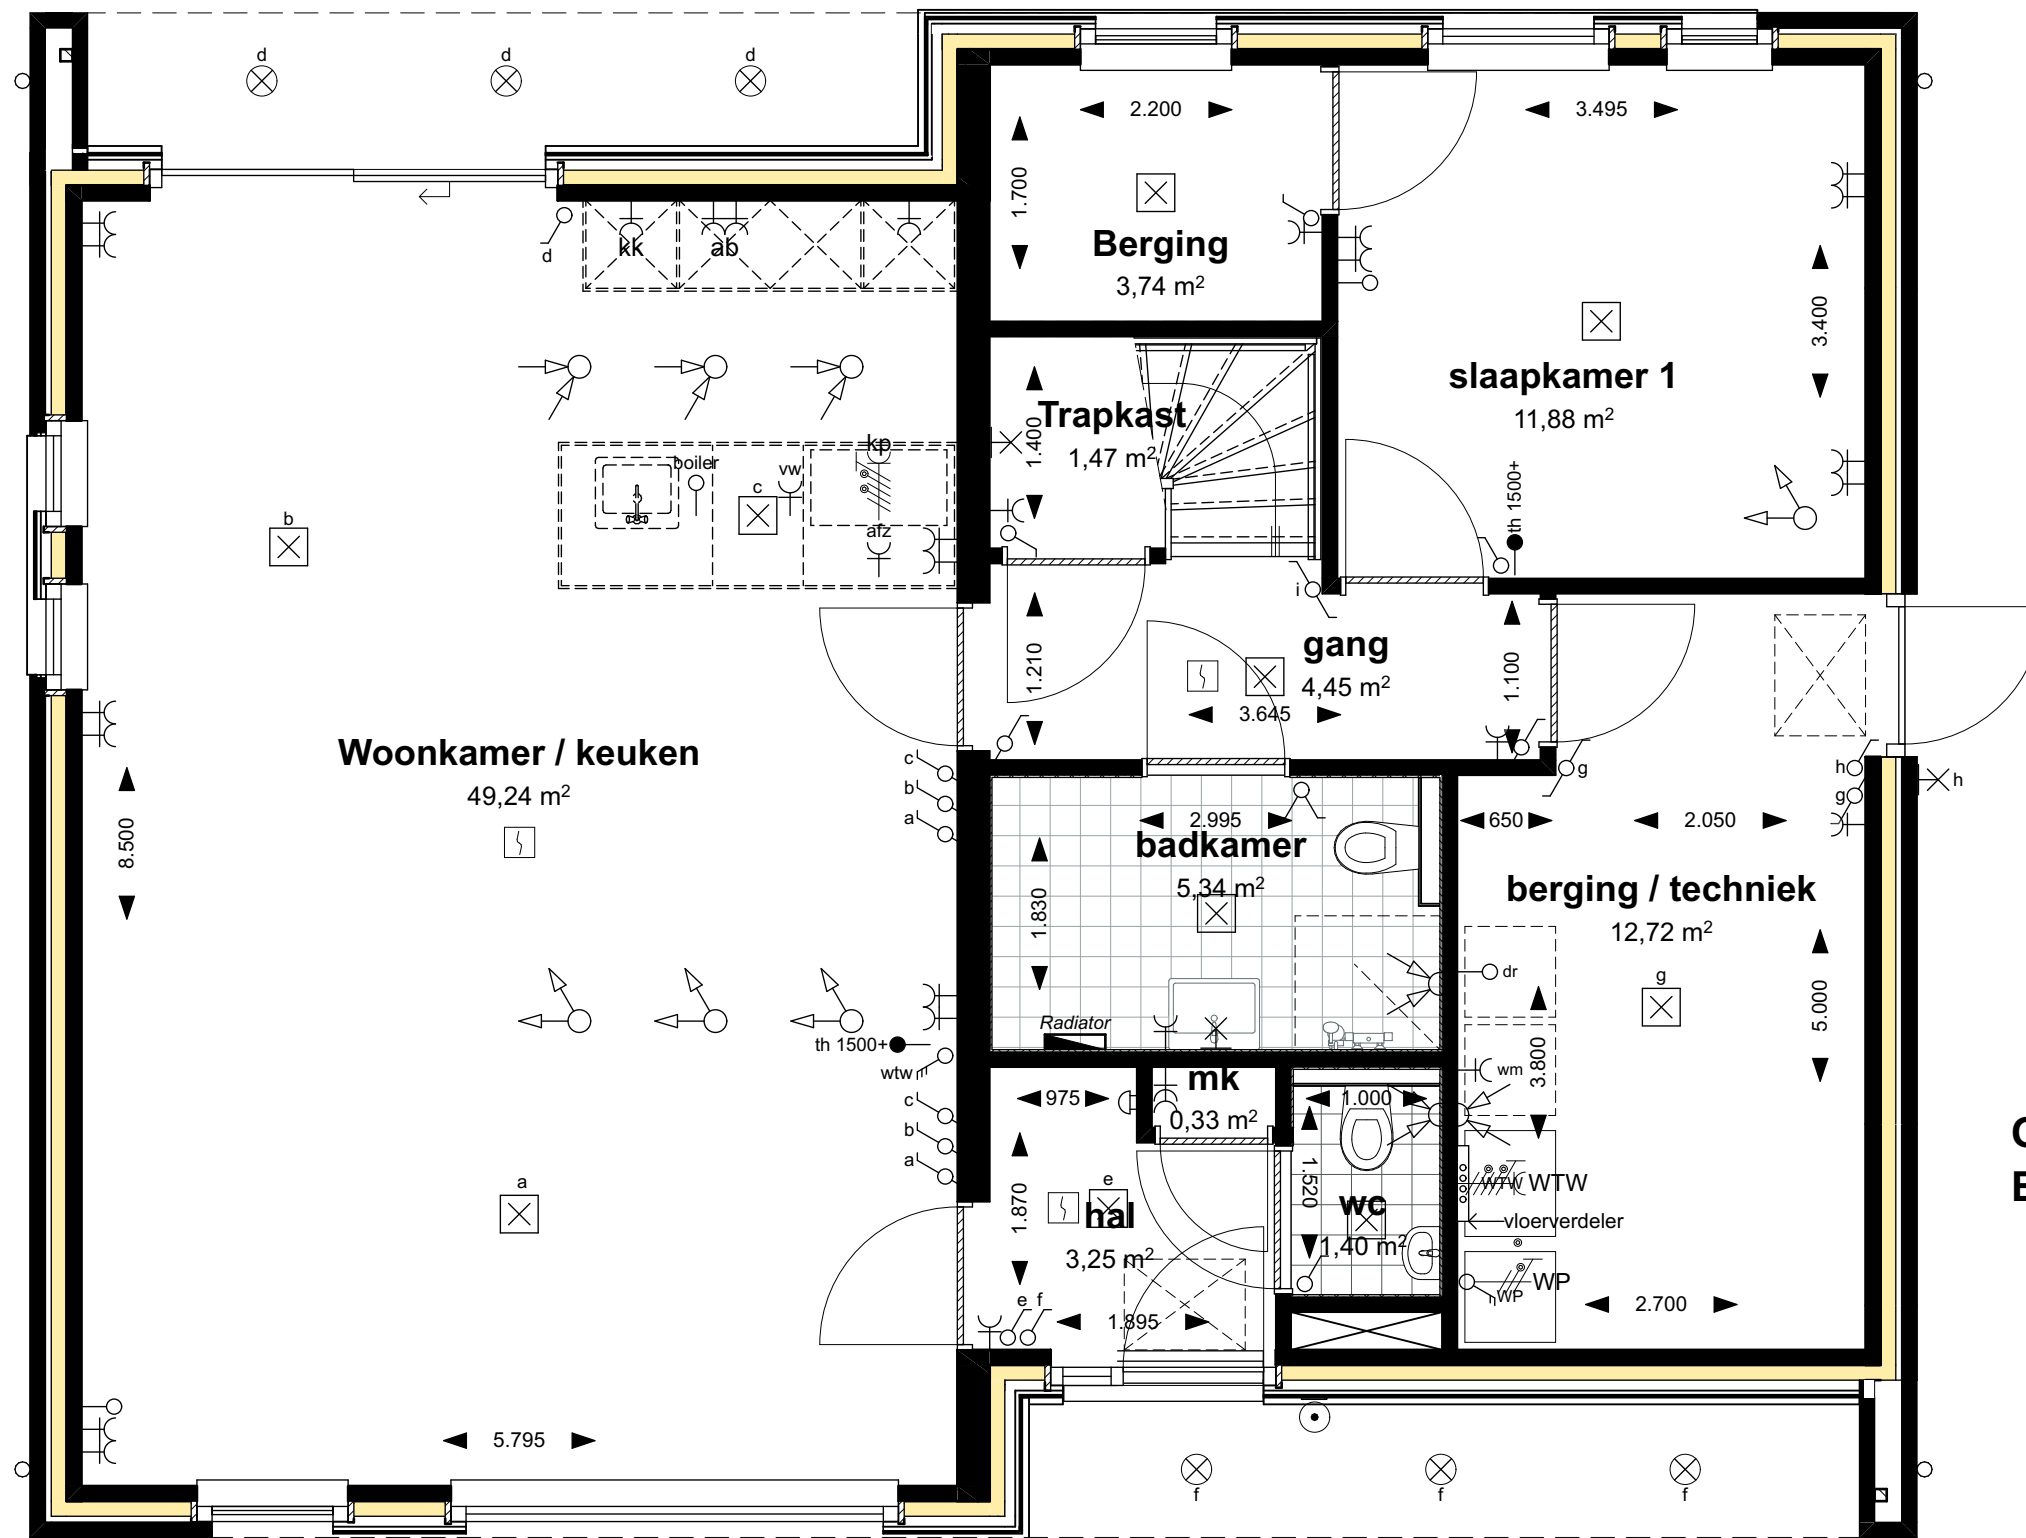 d
d
d
2.200
3.495
1.700
Berging
3,74 m²
d
kk
ab
3.400
slaapkamer 1
11,88 m²
Trapkast
1.400
1,47 m²
kp
boiler
vw
c
afz
b
th 1500+
i
gang
4,45 m²
1.210
1.100
3.645
Woonkamer / keuken
49,24 m²
c
b
a
g
h
h
g
8.500
2.995
badkamer
5,34 m²
1.830
650
2.050
berging / techniek
12,72 m²
dr
g
5.000
3.800
Radiator
th 1500+
wtw
c
b
a
mk
0,33 m²
975
1.000
wm
1.870
1.520
e
hal
3,25 m²
wc
1,40 m²
WTW
WTW
vloerverdeler
WP
WP
a
e
f
1.895
2.700
5.795
f
f
f